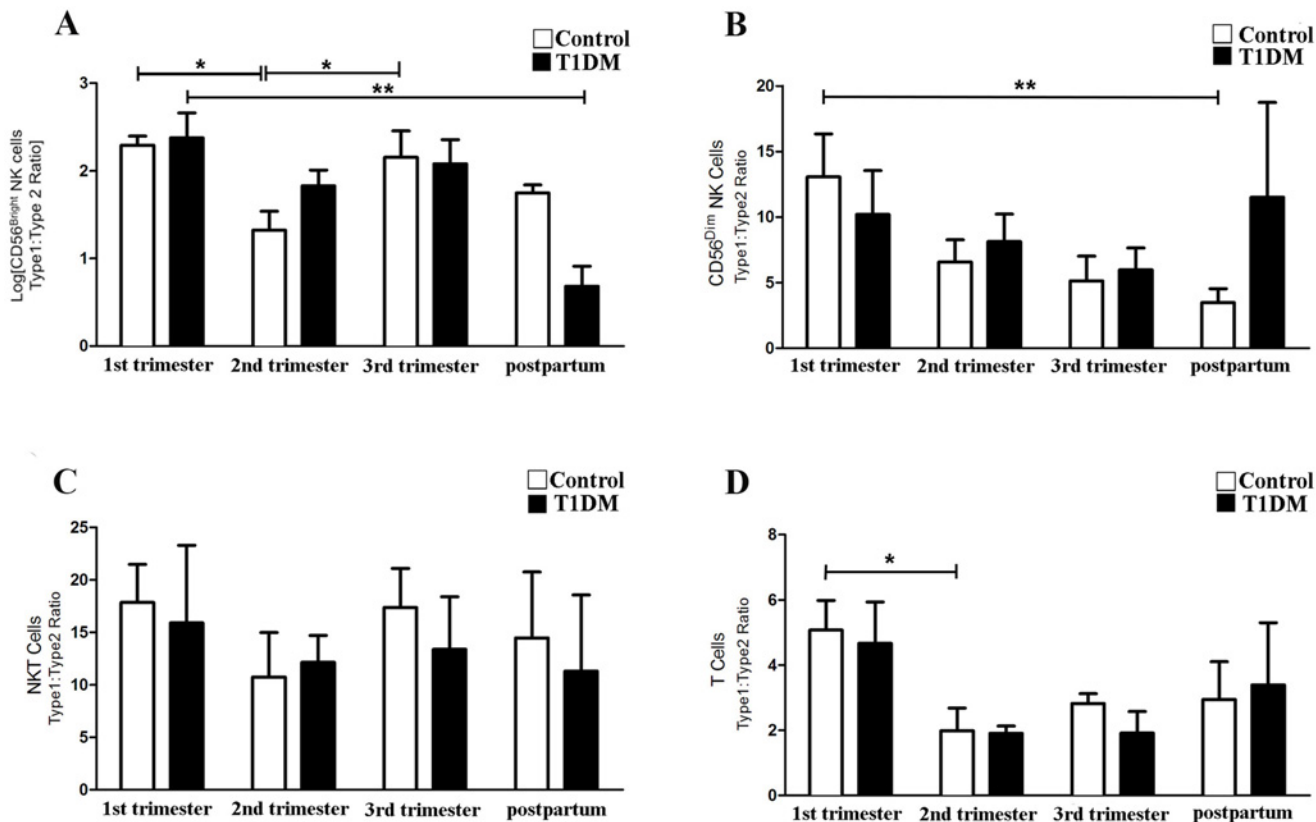 A
Control
T1DM
*
*
**
3
2
1
0
Log[CD56Bright NK cells
Type1:Type 2 Ratio]
1st trimester 2nd trimester 3rd trimester postpartum
B
Control
T1DM
**
20
15
10
5
0
CD56Dim NK Cells
Type1:Type2 Ratio
1st trimester 2nd trimester 3rd trimester postpartum
C
Control
T1DM
25
20
15
10
5
0
NKT Cells
Type1:Type2 Ratio
1st trimester 2nd trimester 3rd trimester postpartum
D
Control
T1DM
*
8
6
4
2
0
T Cells
Type1:Type2 Ratio
1st trimester 2nd trimester 3rd trimester postpartum